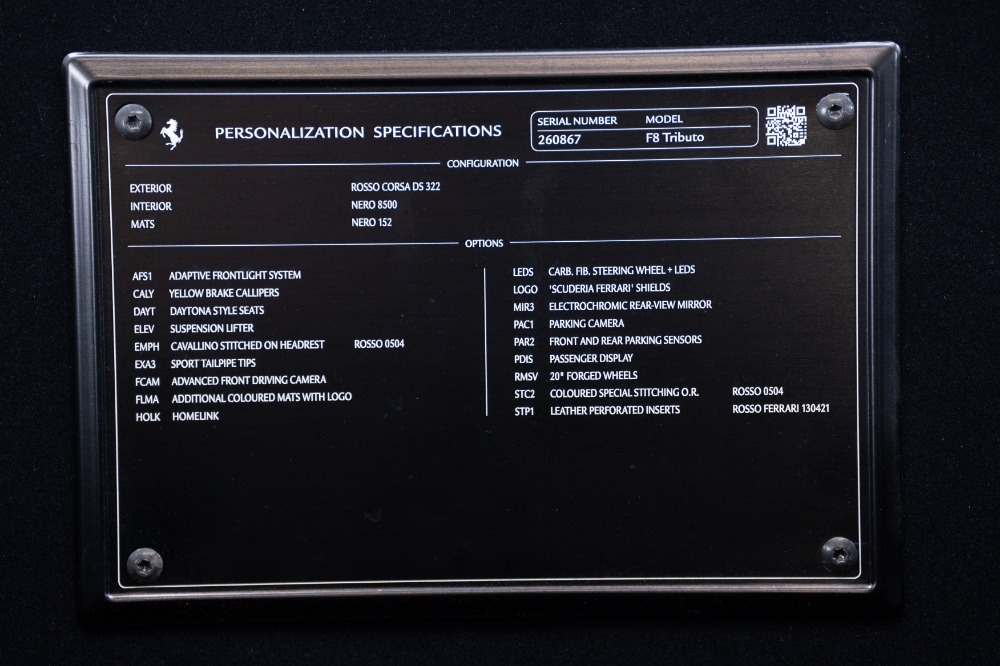 PERSONALIZATION SPECIFICATIONS
SERIAL NUMBER MODEL
260867 F8 Tributo
CONFIGURATION
EXTERIOR ROSSO CORSA DS 322
INTERIOR NERO 8500
MATS NERO 152
OPTIONS
AFS1 ADAPTIVE FRONTLIGHT SYSTEM
CALY YELLOW BRAKE CALLIPERS
DAYT DAYTONA STYLE SEATS
ELEV SUSPENSION LIFTER
EMPH CAVALLINO STITCHED ON HEADREST ROSSO 0504
EXA3 SPORT TAILPIPE TIPS
FCAM ADVANCED FRONT DRIVING CAMERA
FLMA ADDITIONAL COLOURED MATS WITH LOGO
HOLK HOMELINK
LEDS CARB. FIB. STEERING WHEEL + LEDS
LOGO 'SCUDERIA FERRARI' SHIELDS
MIR3 ELECTROCHROMIC REAR-VIEW MIRROR
PAC1 PARKING CAMERA
PAR2 FRONT AND REAR PARKING SENSORS
PDIS PASSENGER DISPLAY
RMSV 20" FORGED WHEELS
STC2 COLOURED SPECIAL STITCHING O.R. ROSSO 0504
STP1 LEATHER PERFORATED INSERTS ROSSO FERRARI 130421